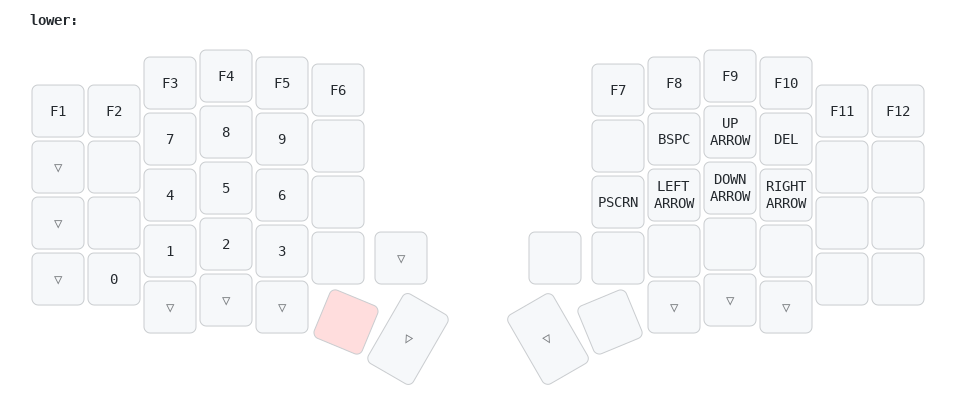 lower:
F1 F2 F3 F4 F5 F6 F7 F8 F9 F10 F11 F12
▽ 7 8 9 BSPC UP ARROW DEL
▽ 4 5 6 PSCRN LEFT ARROW DOWN ARROW RIGHT ARROW
▽ 0 1 2 3 ▽
▽ ▽ ▽ ▷ ◁ ▽ ▽ ▽